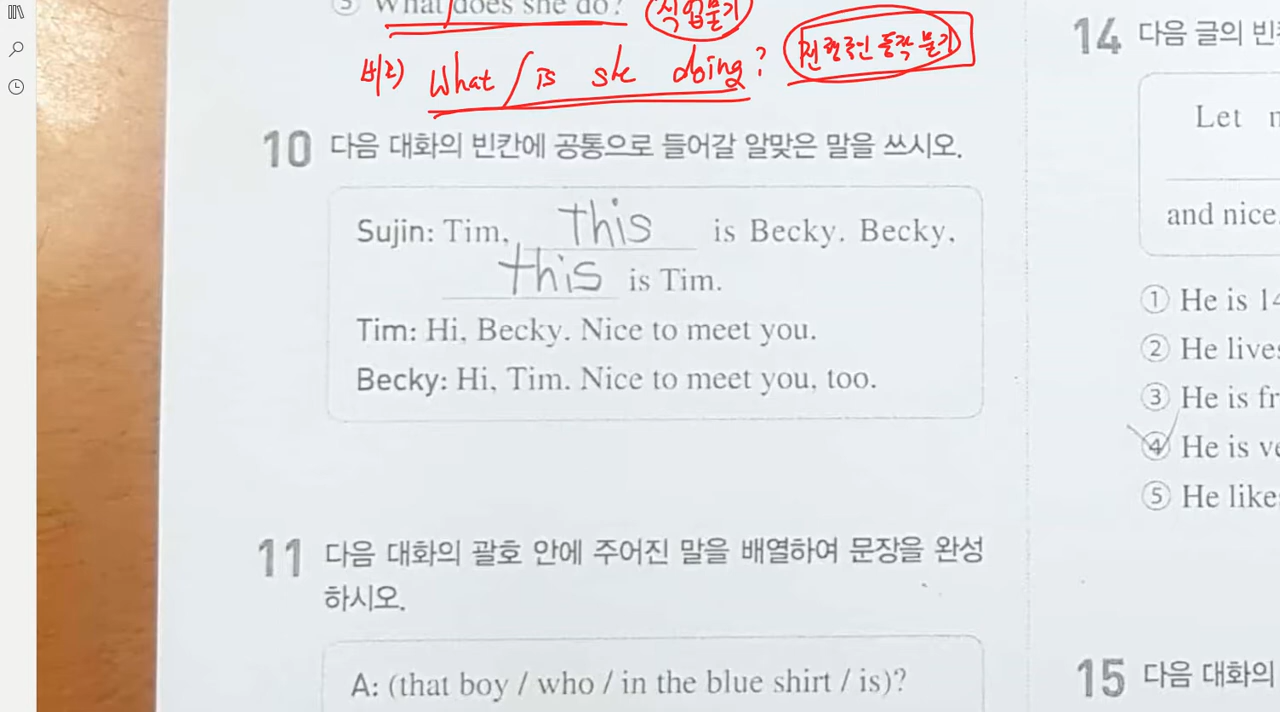 ③ What does she do? 직업묻기
비교) What / is she doing? 진행중인 동작 묻기
10 다음 대화의 빈칸에 공통으로 들어갈 알맞은 말을 쓰시오.
Sujin: Tim, this is Becky. Becky,
this is Tim.
Tim: Hi, Becky. Nice to meet you.
Becky: Hi, Tim. Nice to meet you, too.
11 다음 대화의 괄호 안에 주어진 말을 배열하여 문장을 완성
하시오.
A: (that boy / who / in the blue shirt / is)?
14 다음 글의 빈
Let
and nice
① He is 14
② He lives
③ He is fr
④ He is ve
⑤ He likes
15 다음 대화의